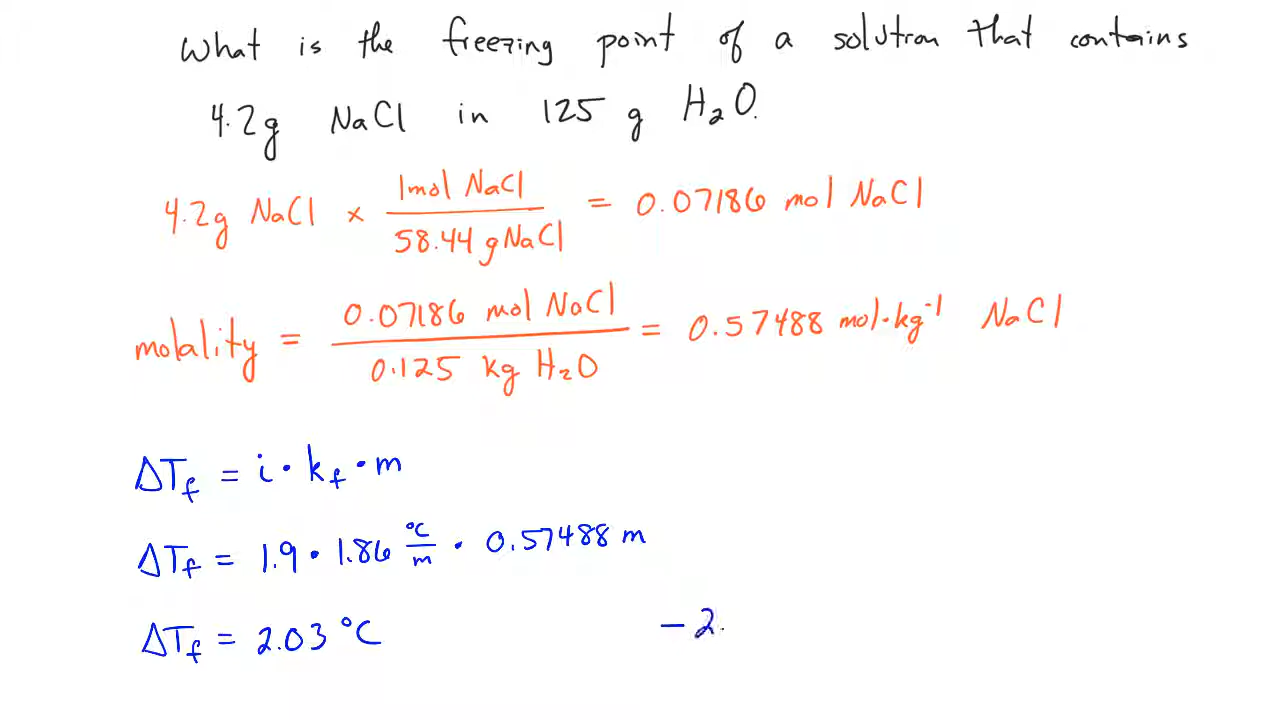 What is the freezing point of a solution that contains
4.2g NaCl in 125 g H₂O.
4.2g NaCl × 1mol NaCl / 58.44 g NaCl = 0.07186 mol NaCl
molality = 0.07186 mol NaCl / 0.125 kg H₂O = 0.57488 mol·kg⁻¹ NaCl
ΔTf = i · kf · m
ΔTf = 1.9 · 1.86 °C/m · 0.57488 m
ΔTf = 2.03 °C
− 2.